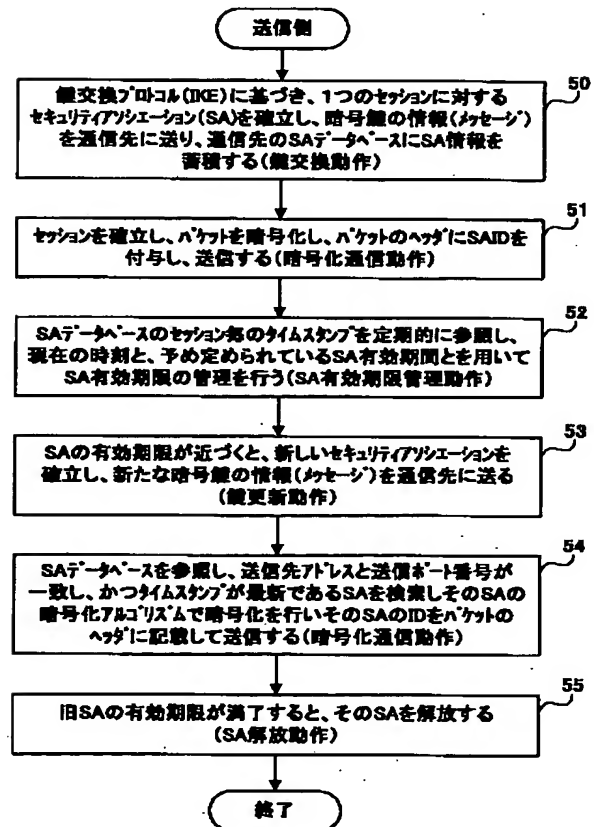 送信側
50
鍵交換プロトコル(IKE)に基づき、1つのセッションに対する
セキュリティアソシエーション(SA)を確立し、暗号鍵の情報(メッセージ)
を通信先に送り、通信先のSAデータベースにSA情報を
蓄積する(鍵交換動作)
51
セッションを確立し、パケットを暗号化し、パケットのヘッダにSAIDを
付与し、送信する(暗号化通信動作)
52
SAデータベースのセッション毎のタイムスタンプを定期的に参照し、
現在の時刻と、予め定められているSA有効期間とを用いて
SA有効期限の管理を行う(SA有効期限管理動作)
53
SAの有効期限が近づくと、新しいセキュリティアソシエーションを
確立し、新たな暗号鍵の情報(メッセージ)を通信先に送る
(鍵更新動作)
54
SAデータベースを参照し、送信先アドレスと送信ポート番号が
一致し、かつタイムスタンプが最新であるSAを検索しそのSAの
暗号化アルゴリズムで暗号化を行いそのSAのIDをパケットの
ヘッダに記載して送信する(暗号化通信動作)
55
旧SAの有効期限が満了すると、そのSAを解放する
(SA解放動作)
終了